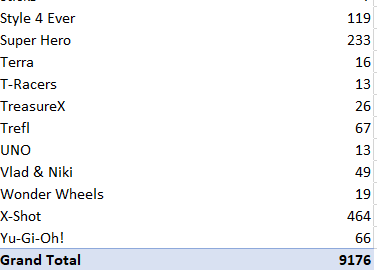 Style 4 Ever 119
Super Hero 233
Terra 16
T-Racers 13
TreasureX 26
Trefl 67
UNO 13
Vlad & Niki 49
Wonder Wheels 19
X-Shot 464
Yu-Gi-Oh! 66
Grand Total 9176